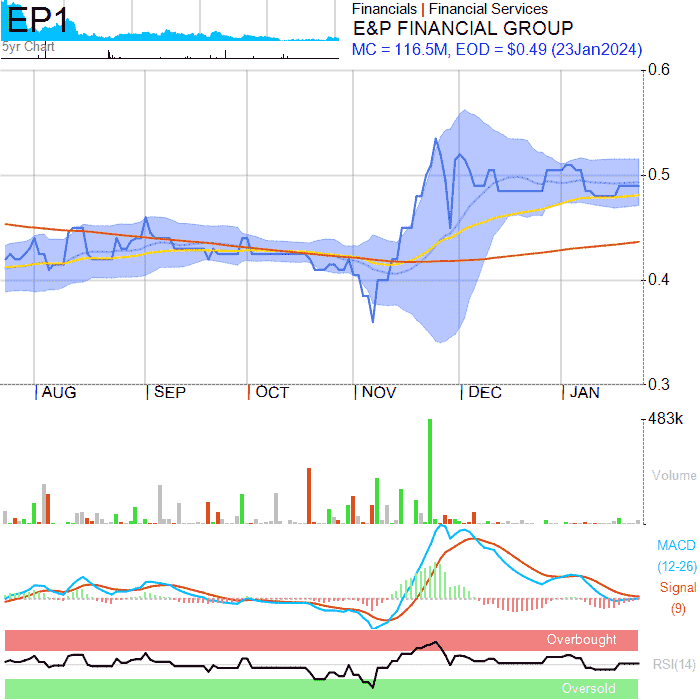 EP1
5yr Chart
Financials | Financial Services
E&P FINANCIAL GROUP
MC = 116.5M, EOD = $0.49 (23Jan2024)
0.6
0.5
0.4
0.3
AUG SEP OCT NOV DEC JAN
483k
Volume
MACD
(12-26)
Signal
(9)
Overbought
RSI(14)
Oversold